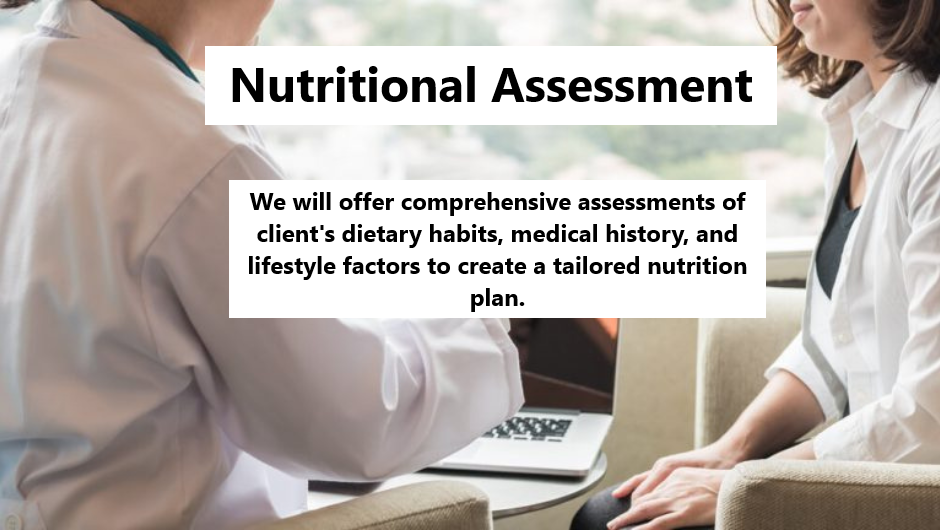 Nutritional Assessment
We will offer comprehensive assessments of
client's dietary habits, medical history, and
lifestyle factors to create a tailored nutrition
plan.